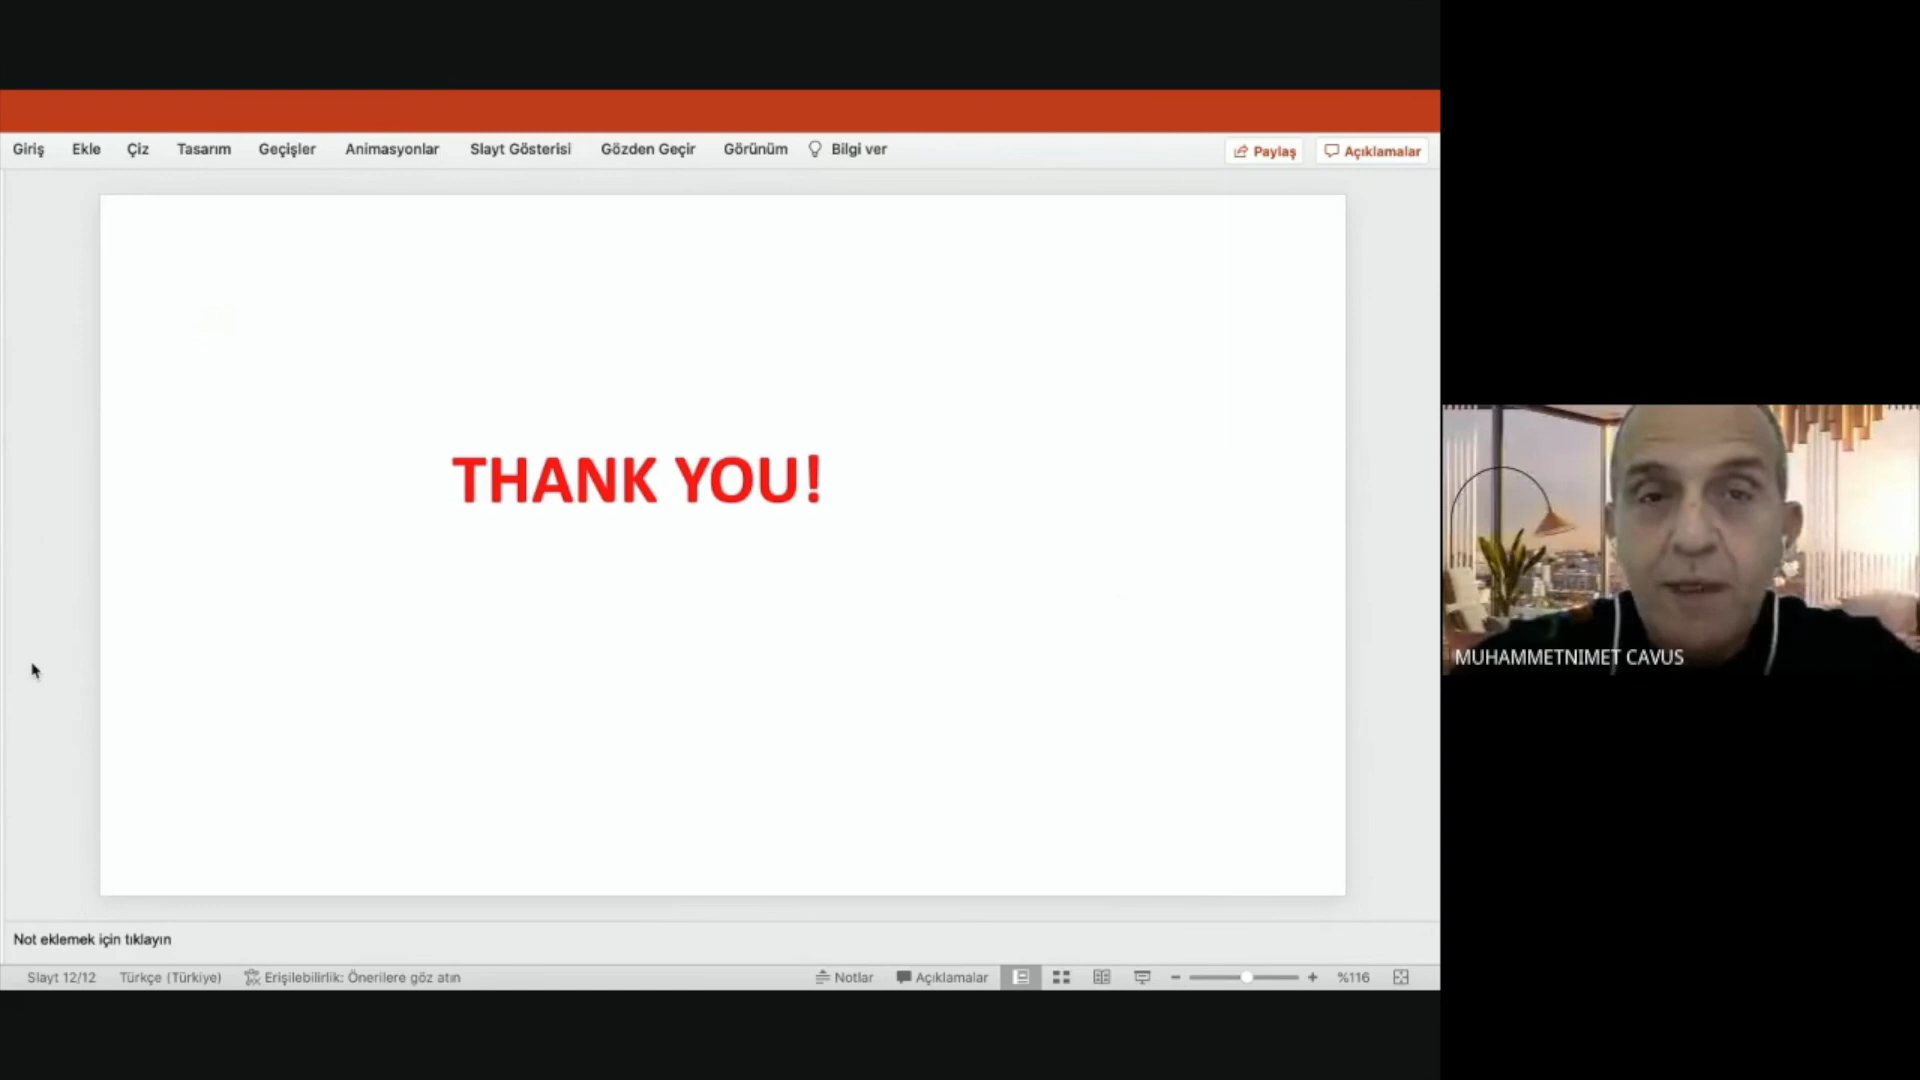 Giriş Ekle Çiz Tasarım Geçişler Animasyonlar Slayt Gösterisi Gözden Geçir Görünüm Bilgi ver Paylaş Açıklamalar
THANK YOU!
MUHAMMETNIMET CAVUS
Not eklemek için tıklayın
Slayt 12/12 Türkçe (Türkiye) Erişilebilirlik: Önerilere göz atın Notlar Açıklamalar %116